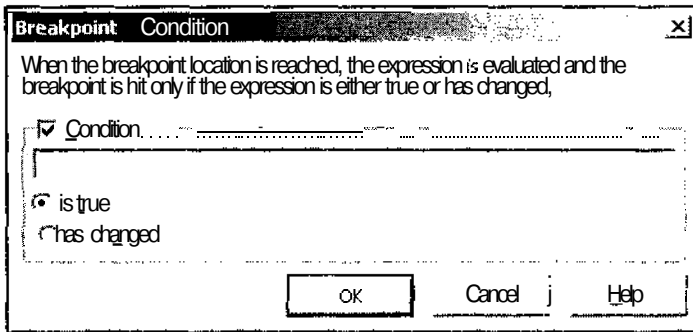 Breakpoint Condition
When the breakpoint location is reached, the expression is evaluated and the
breakpoint is hit only if the expression is either true or has changed,
Condition
is true
has changed
OK Cancel Help